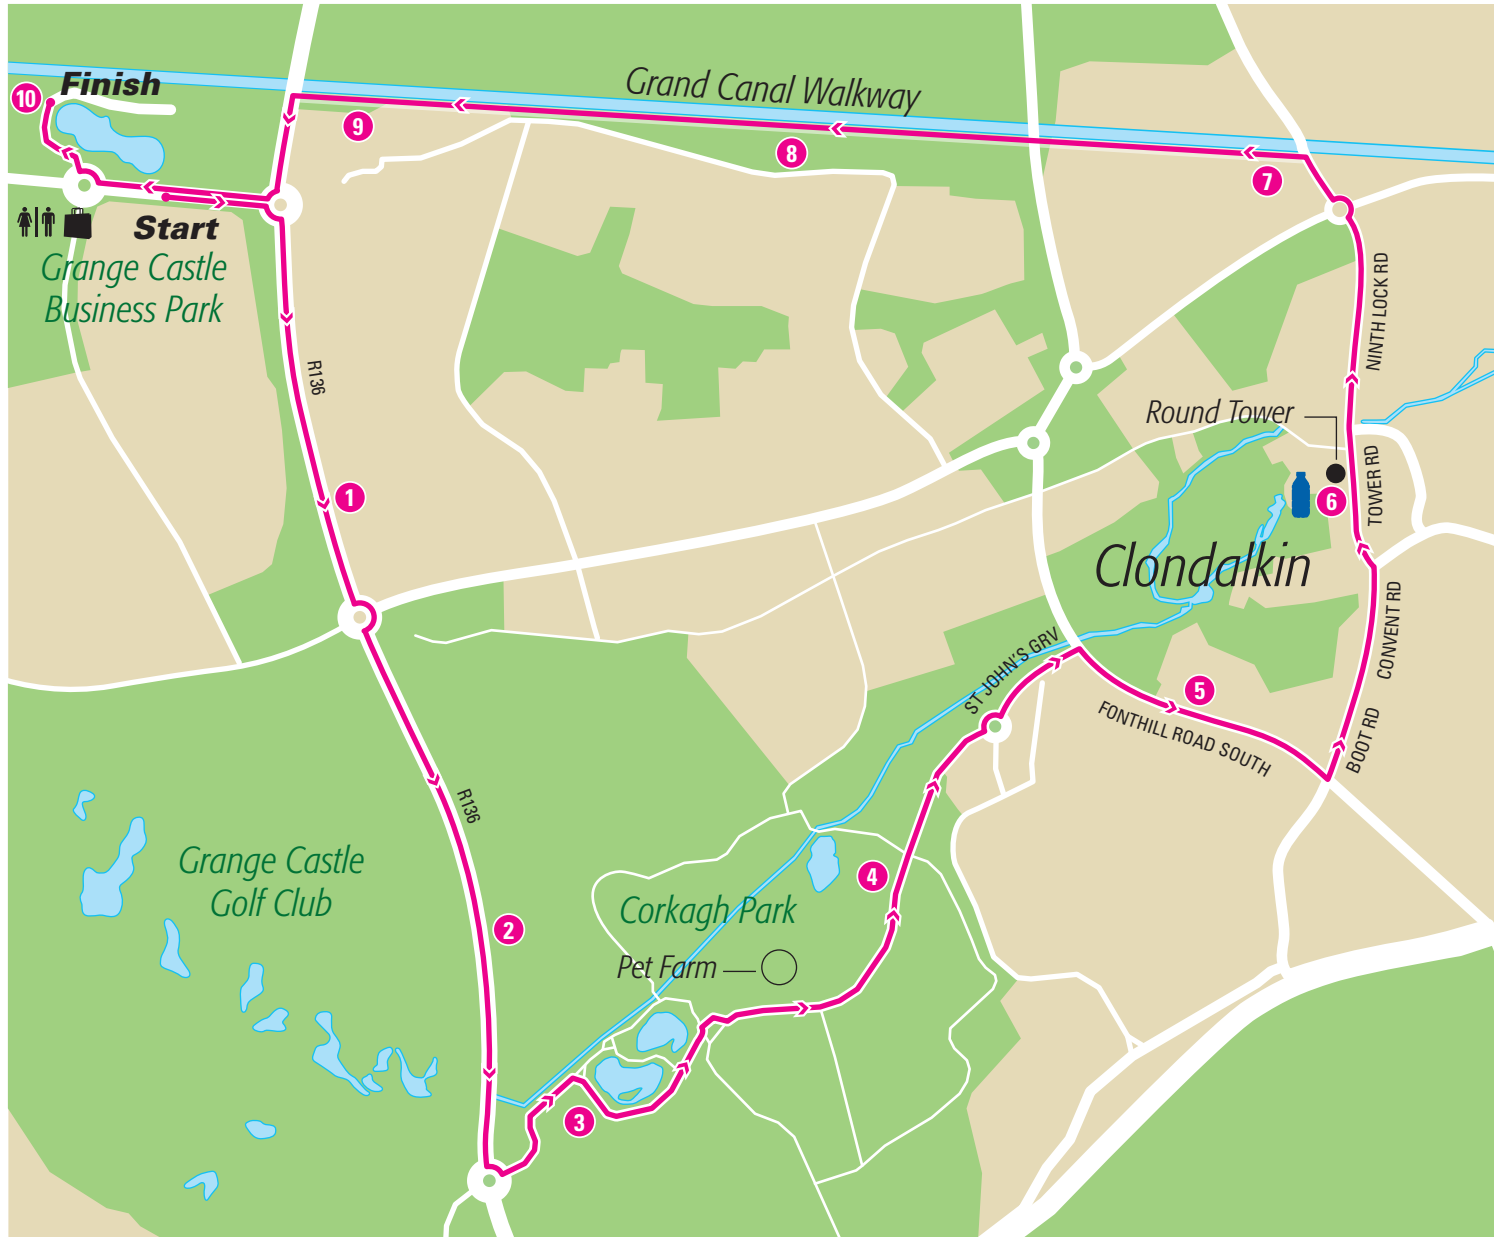 Finish
10
Grand Canal Walkway
9
8
7
Start
Grange Castle
Business Park
R136
NINTH LOCK RD
Round Tower
1
6
TOWER RD
Clondalkin
CONVENT RD
ST JOHN'S GRV
5
FONTHILL ROAD SOUTH
BOOT RD
R136
Grange Castle
Golf Club
2
4
Corkagh Park
Pet Farm
3